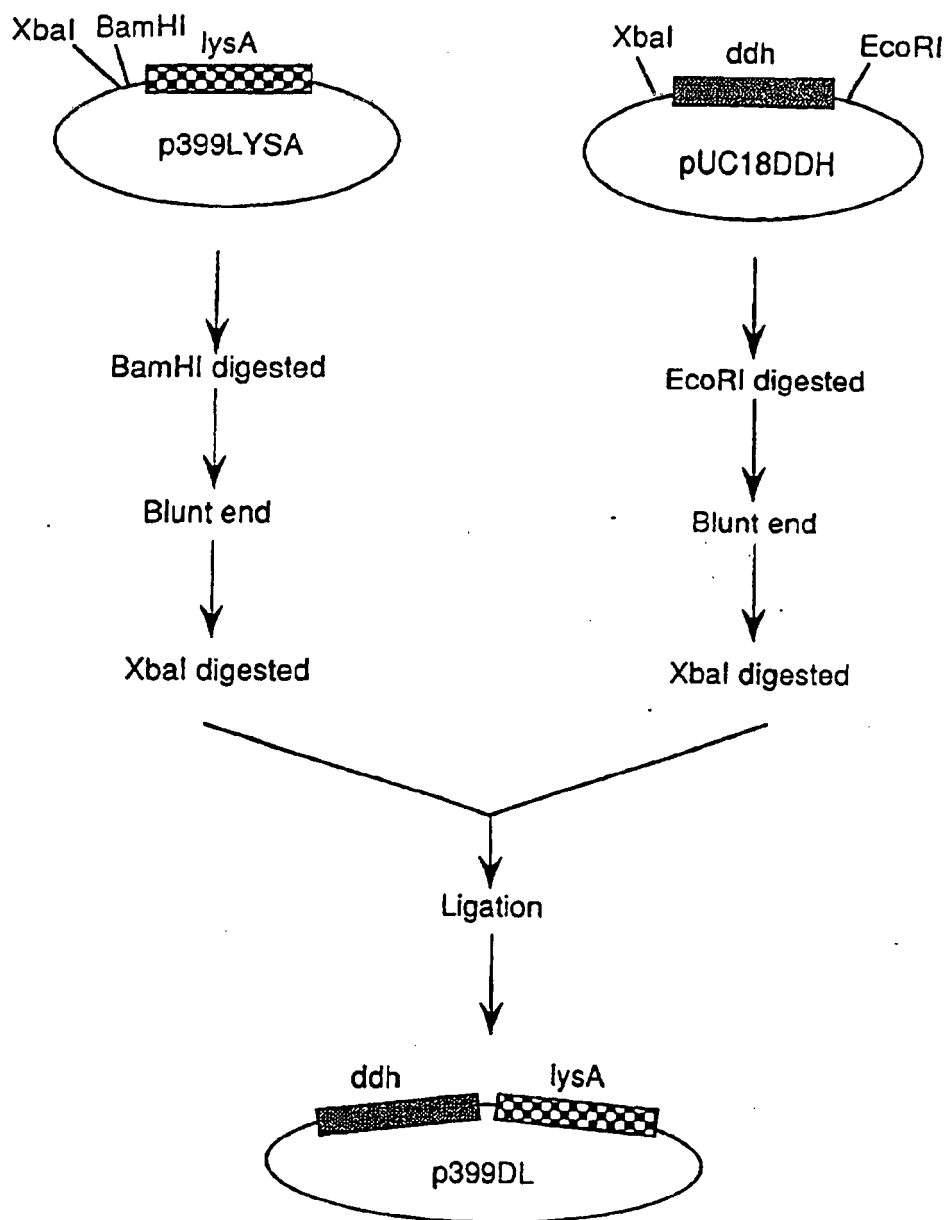 XbaI BamHI
lysA
p399LYSA
XbaI
ddh
EcoRI
pUC18DDH
BamHI digested
Blunt end
XbaI digested
EcoRI digested
Blunt end
XbaI digested
Ligation
ddh
lysA
p399DL